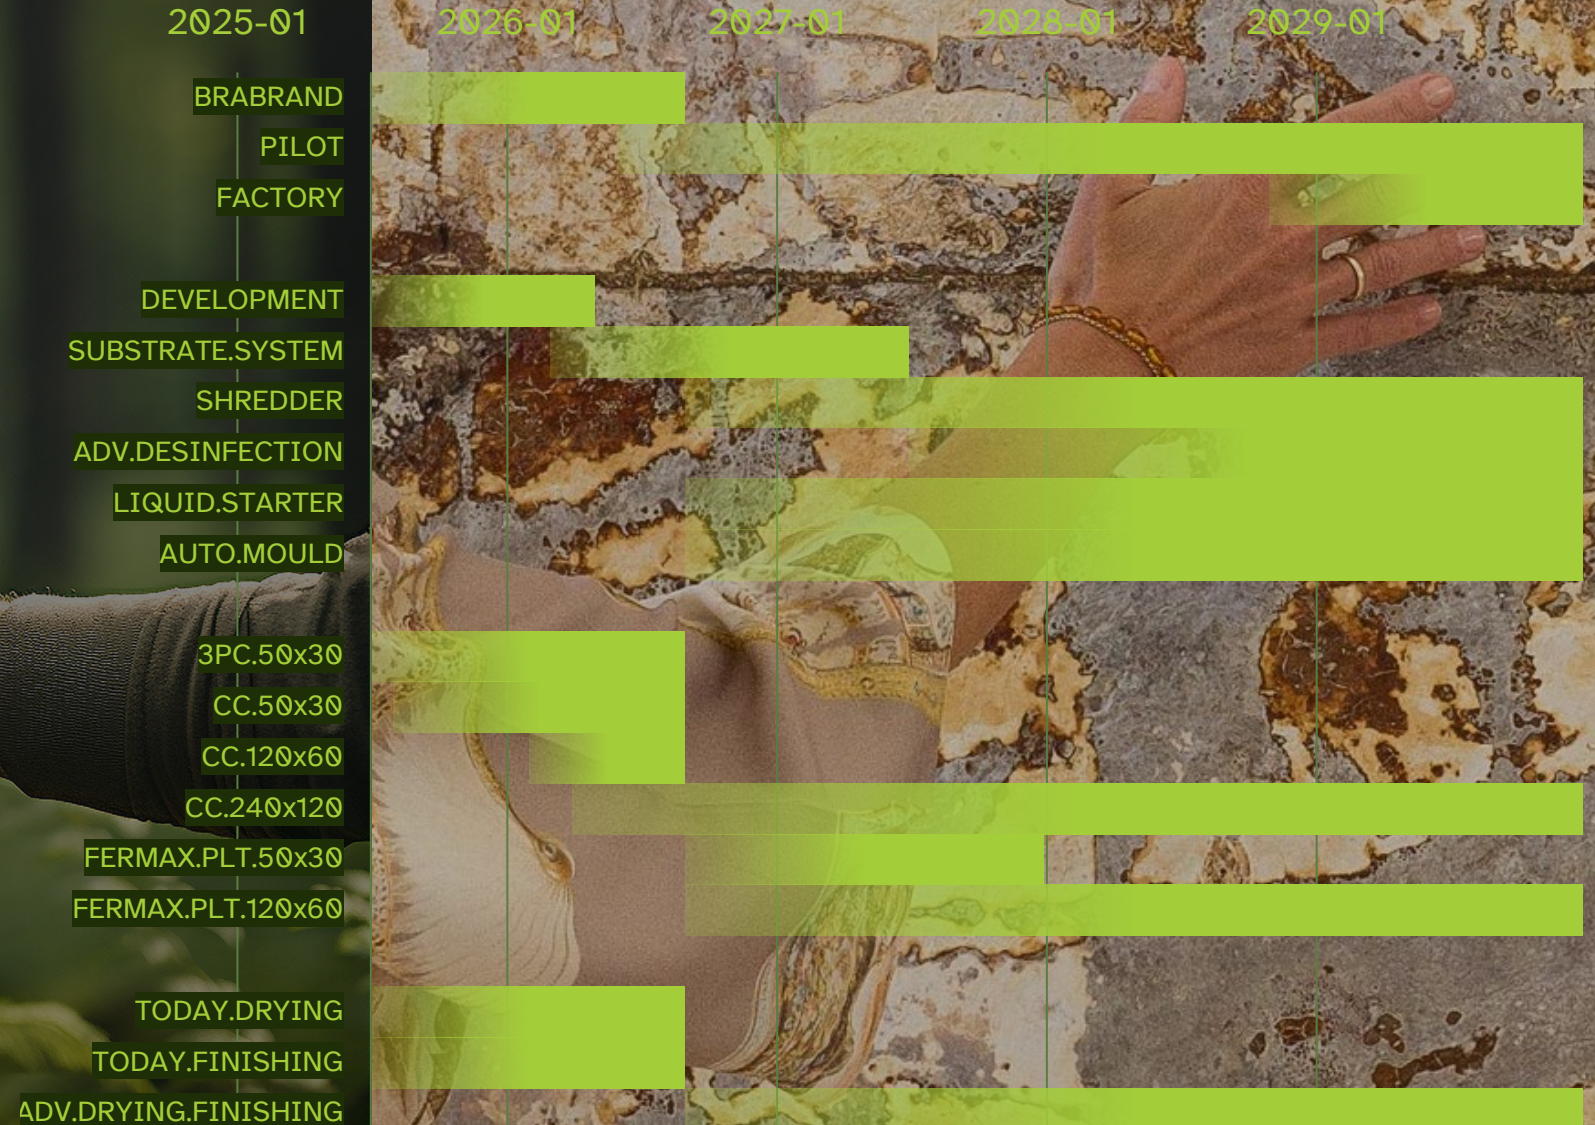 2025-01 2026-01 2027-01 2028-01 2029-01
BRABRAND
PILOT
FACTORY
DEVELOPMENT
SUBSTRATE.SYSTEM
SHREDDER
ADV.DESINFECTION
LIQUID.STARTER
AUTO.MOULD
3PC.50x30
CC.50x30
CC.120x60
CC.240x120
FERMAX.PLT.50x30
FERMAX.PLT.120x60
TODAY.DRYING
TODAY.FINISHING
ADV.DRYING.FINISHING